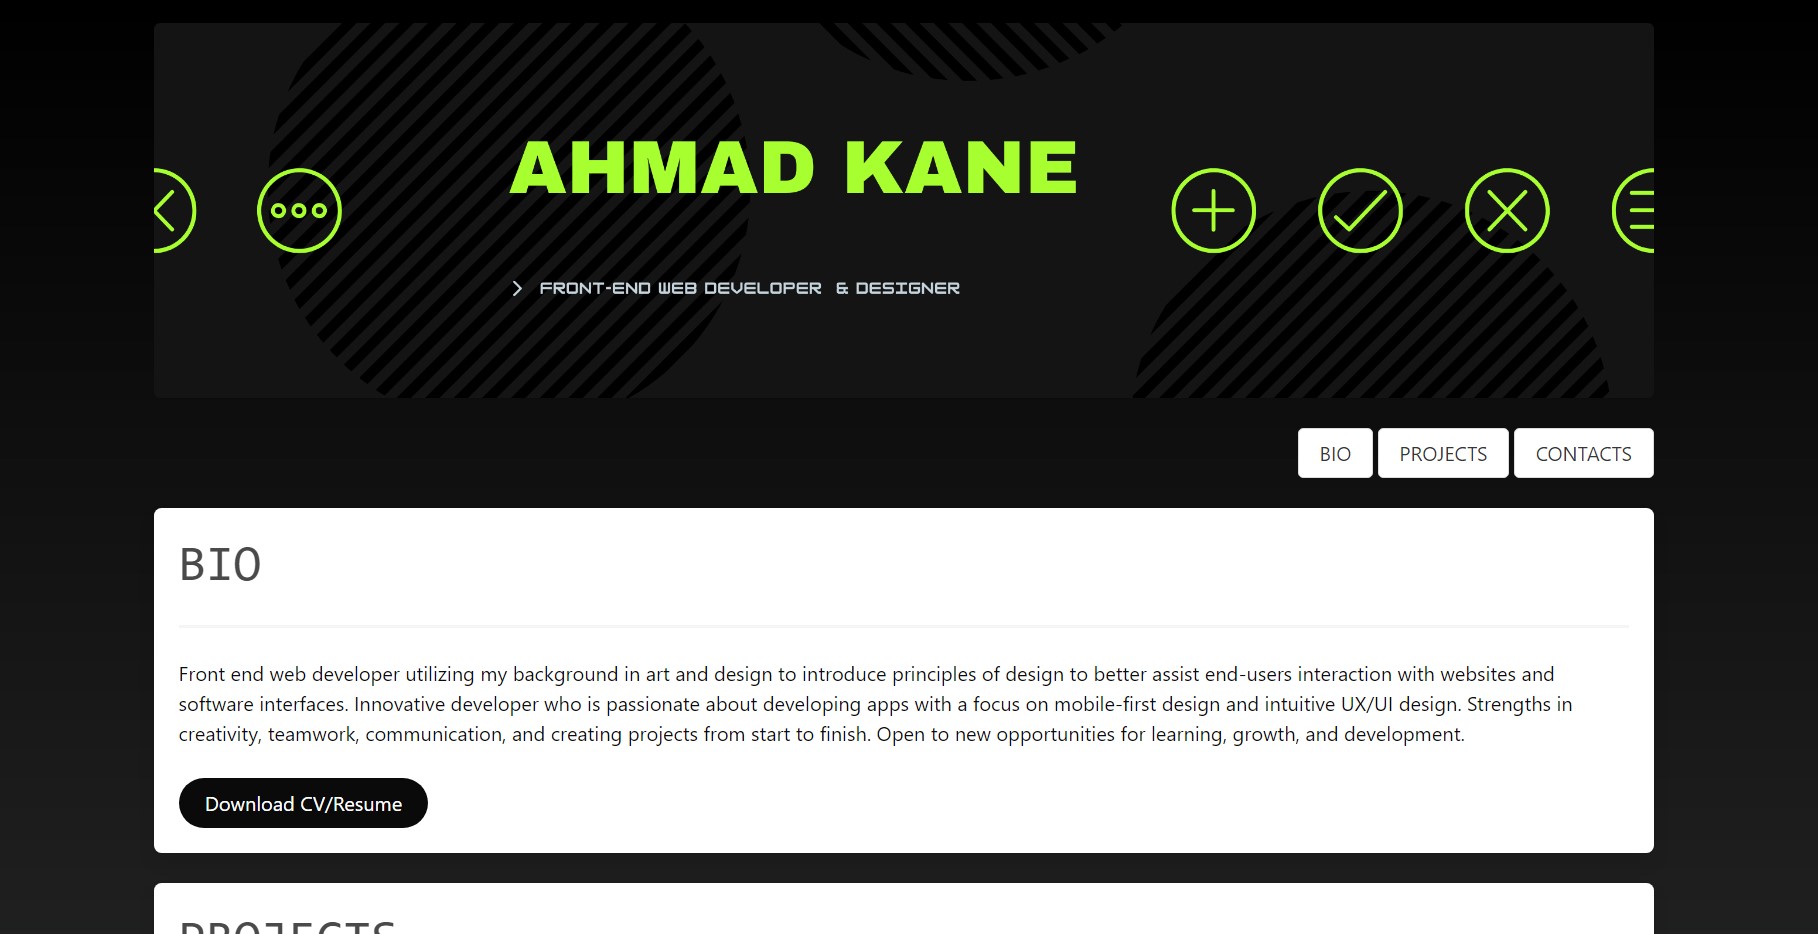 AHMAD KANE
FRONT-END WEB DEVELOPER & DESIGNER
BIO
PROJECTS
CONTACTS
BIO
Front end web developer utilizing my background in art and design to introduce principles of design to better assist end-users interaction with websites and
software interfaces. Innovative developer who is passionate about developing apps with a focus on mobile-first design and intuitive UX/UI design. Strengths in
creativity, teamwork, communication, and creating projects from start to finish. Open to new opportunities for learning, growth, and development.
Download CV/Resume
PROJECTS